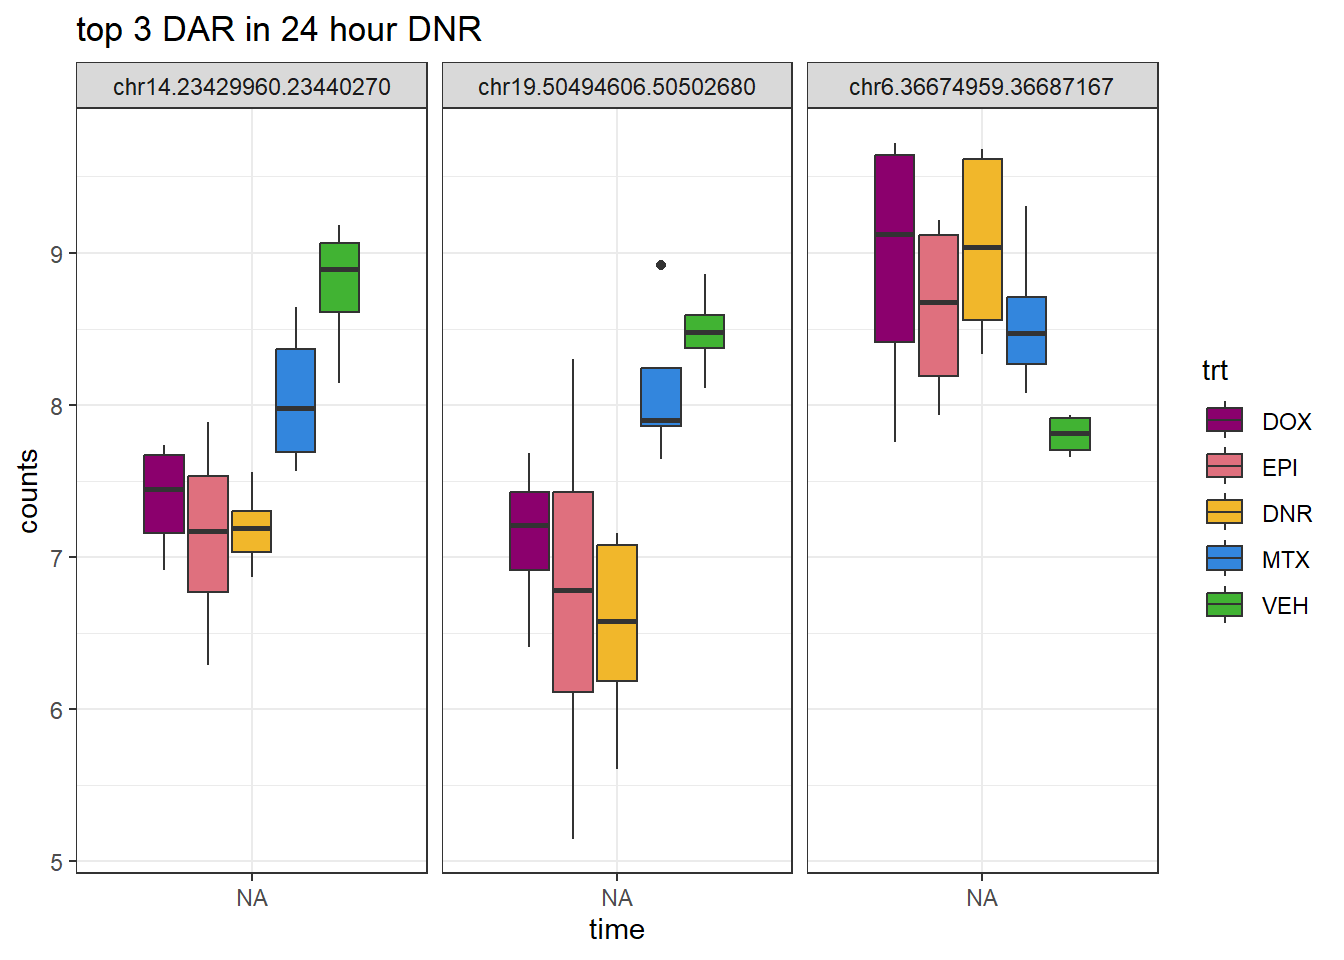 top 3 DAR in 24 hour DNR
chr14.23429960.23440270
chr19.50494606.50502680
chr6.36674959.36687167
counts
9
8
7
6
5
NA
NA
NA
time
trt
DOX
EPI
DNR
MTX
VEH